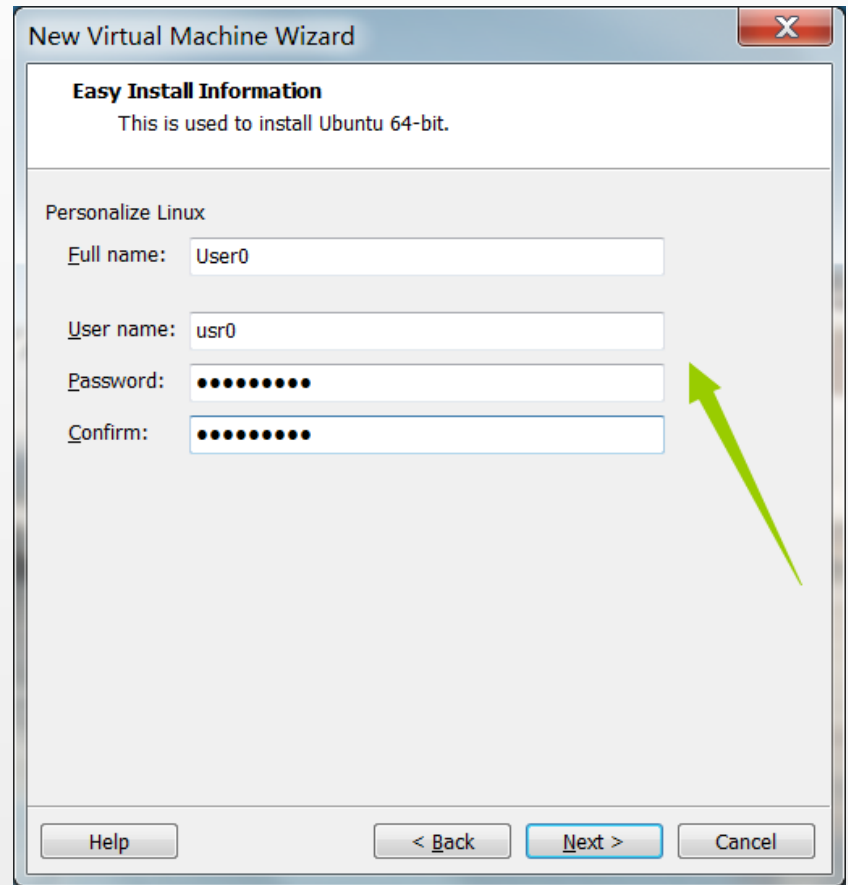 New Virtual Machine Wizard
X
Easy Install Information
This is used to install Ubuntu 64-bit.
Personalize Linux
Full name: User0
User name: usr0
Password: ●●●●●●●●●
Confirm: ●●●●●●●●●
Help < Back Next > Cancel